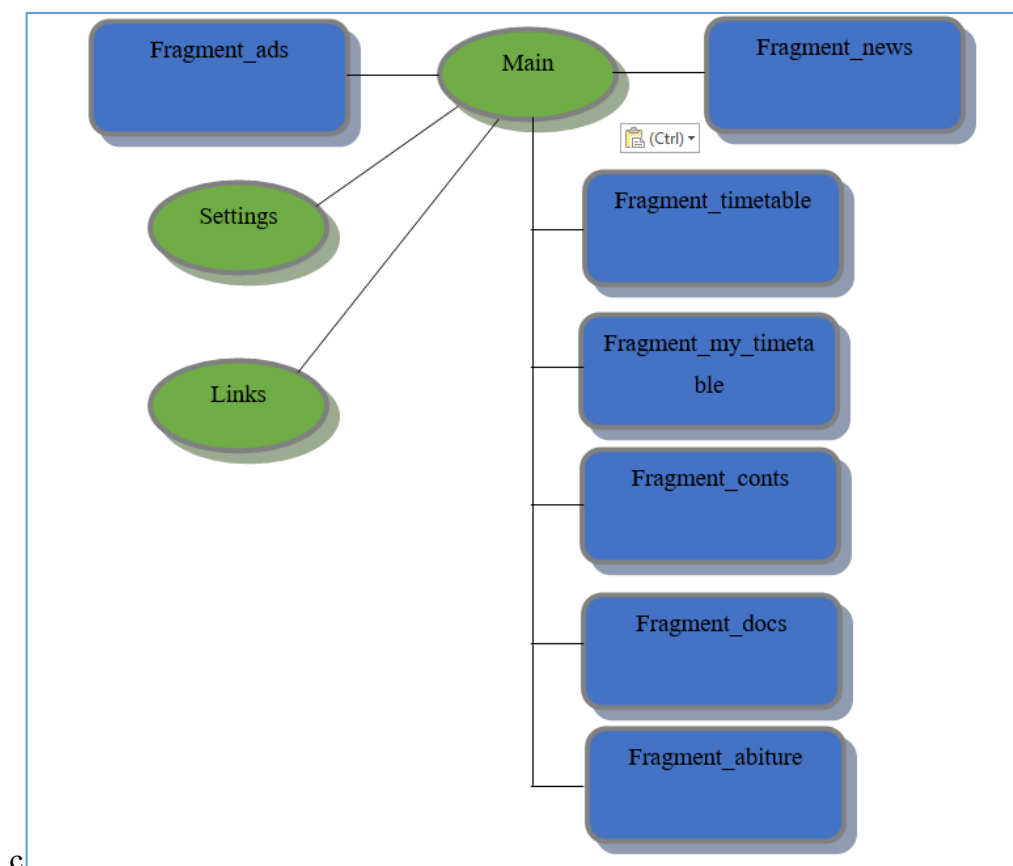 Fragment_ads
Main
Fragment_news
(Ctrl)
Settings
Fragment_timetable
Links
Fragment_my_timeta
ble
Fragment_conts
Fragment_docs
Fragment_abiture
с